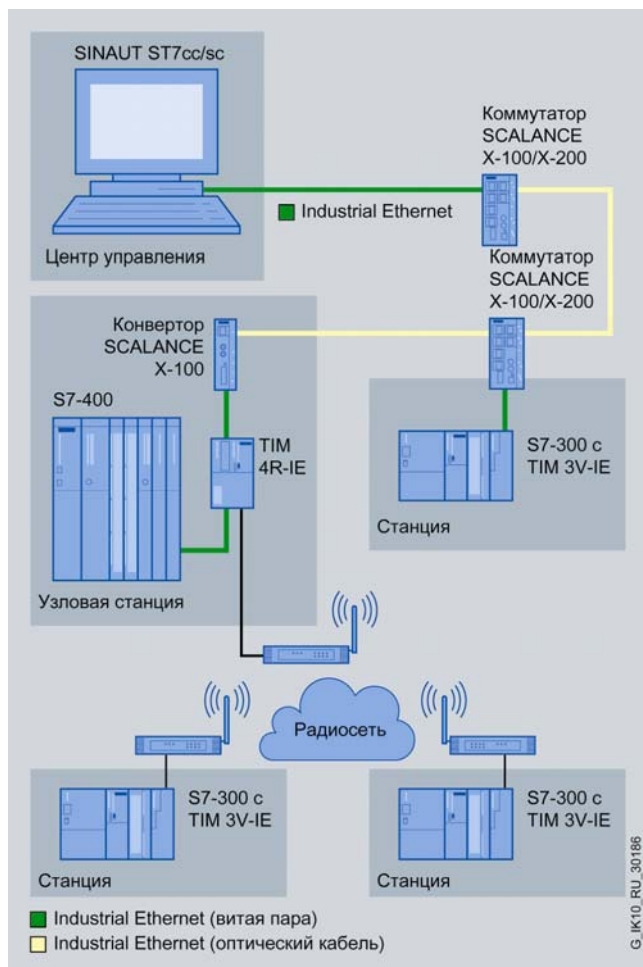 SINAUT ST7cc/sc
Центр управления
Industrial Ethernet
Коммутатор
SCALANCE
X-100/X-200
Коммутатор
SCALANCE
X-100/X-200
Конвертор
SCALANCE
X-100
S7-400
TIM
4R-IE
Узловая станция
S7-300 с
TIM 3V-IE
Станция
Радиосеть
S7-300 с
TIM 3V-IE
Станция
S7-300 с
TIM 3V-IE
Станция
Industrial Ethernet (витая пара)
Industrial Ethernet (оптический кабель)
G_IK10_RU_30186